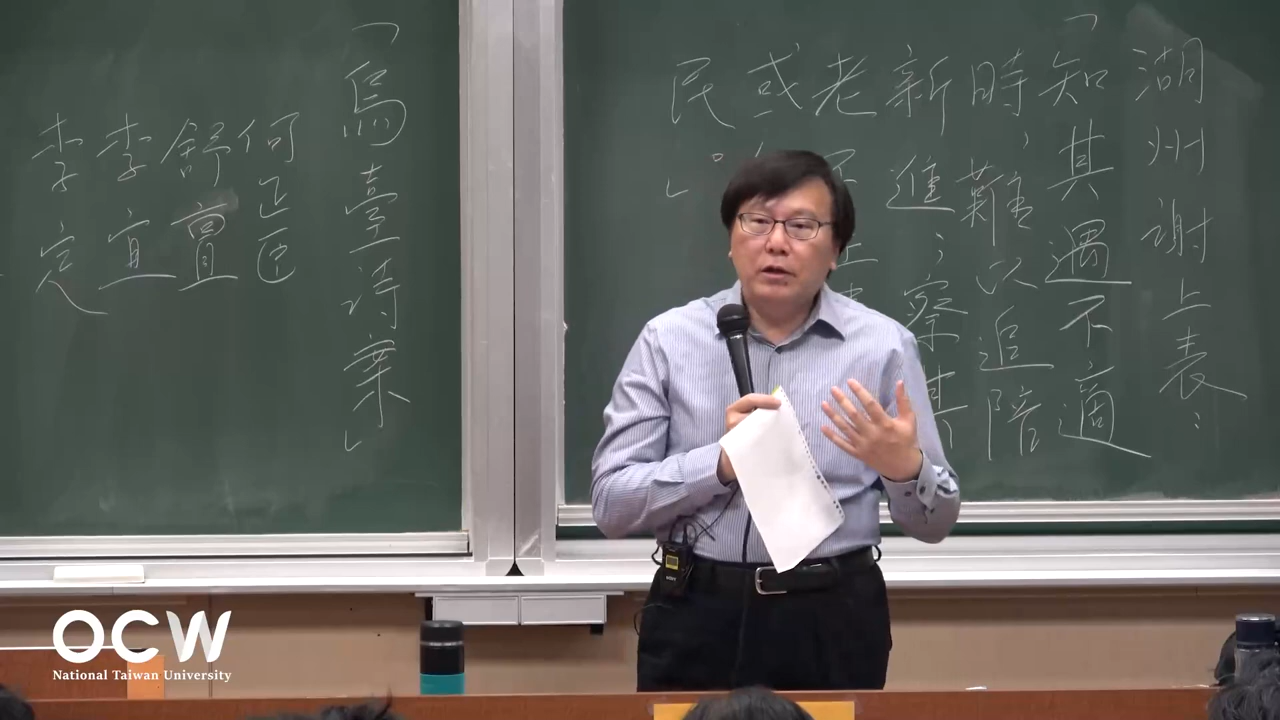 湖州謝上表：
「知其遇不適
時，難以追陪
新進；察其
老
或
民。」
「烏臺詩案」
何正臣
舒亶
李宜
李定
OCW
National Taiwan University
SONY